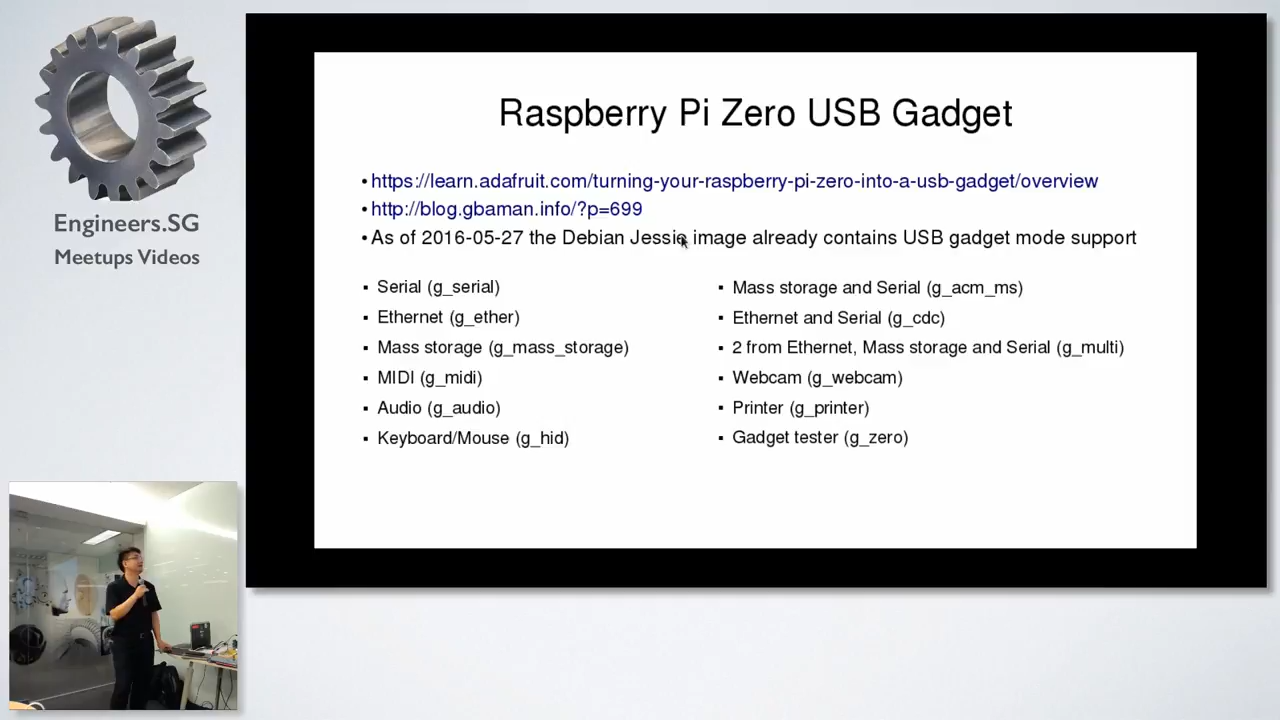 Engineers.SG
Meetups Videos
Raspberry Pi Zero USB Gadget
•https://learn.adafruit.com/turning-your-raspberry-pi-zero-into-a-usb-gadget/overview
•http://blog.gbaman.info/?p=699
•As of 2016-05-27 the Debian Jessie image already contains USB gadget mode support
▪ Serial (g_serial)
▪ Ethernet (g_ether)
▪ Mass storage (g_mass_storage)
▪ MIDI (g_midi)
▪ Audio (g_audio)
▪ Keyboard/Mouse (g_hid)
▪ Mass storage and Serial (g_acm_ms)
▪ Ethernet and Serial (g_cdc)
▪ 2 from Ethernet, Mass storage and Serial (g_multi)
▪ Webcam (g_webcam)
▪ Printer (g_printer)
▪ Gadget tester (g_zero)